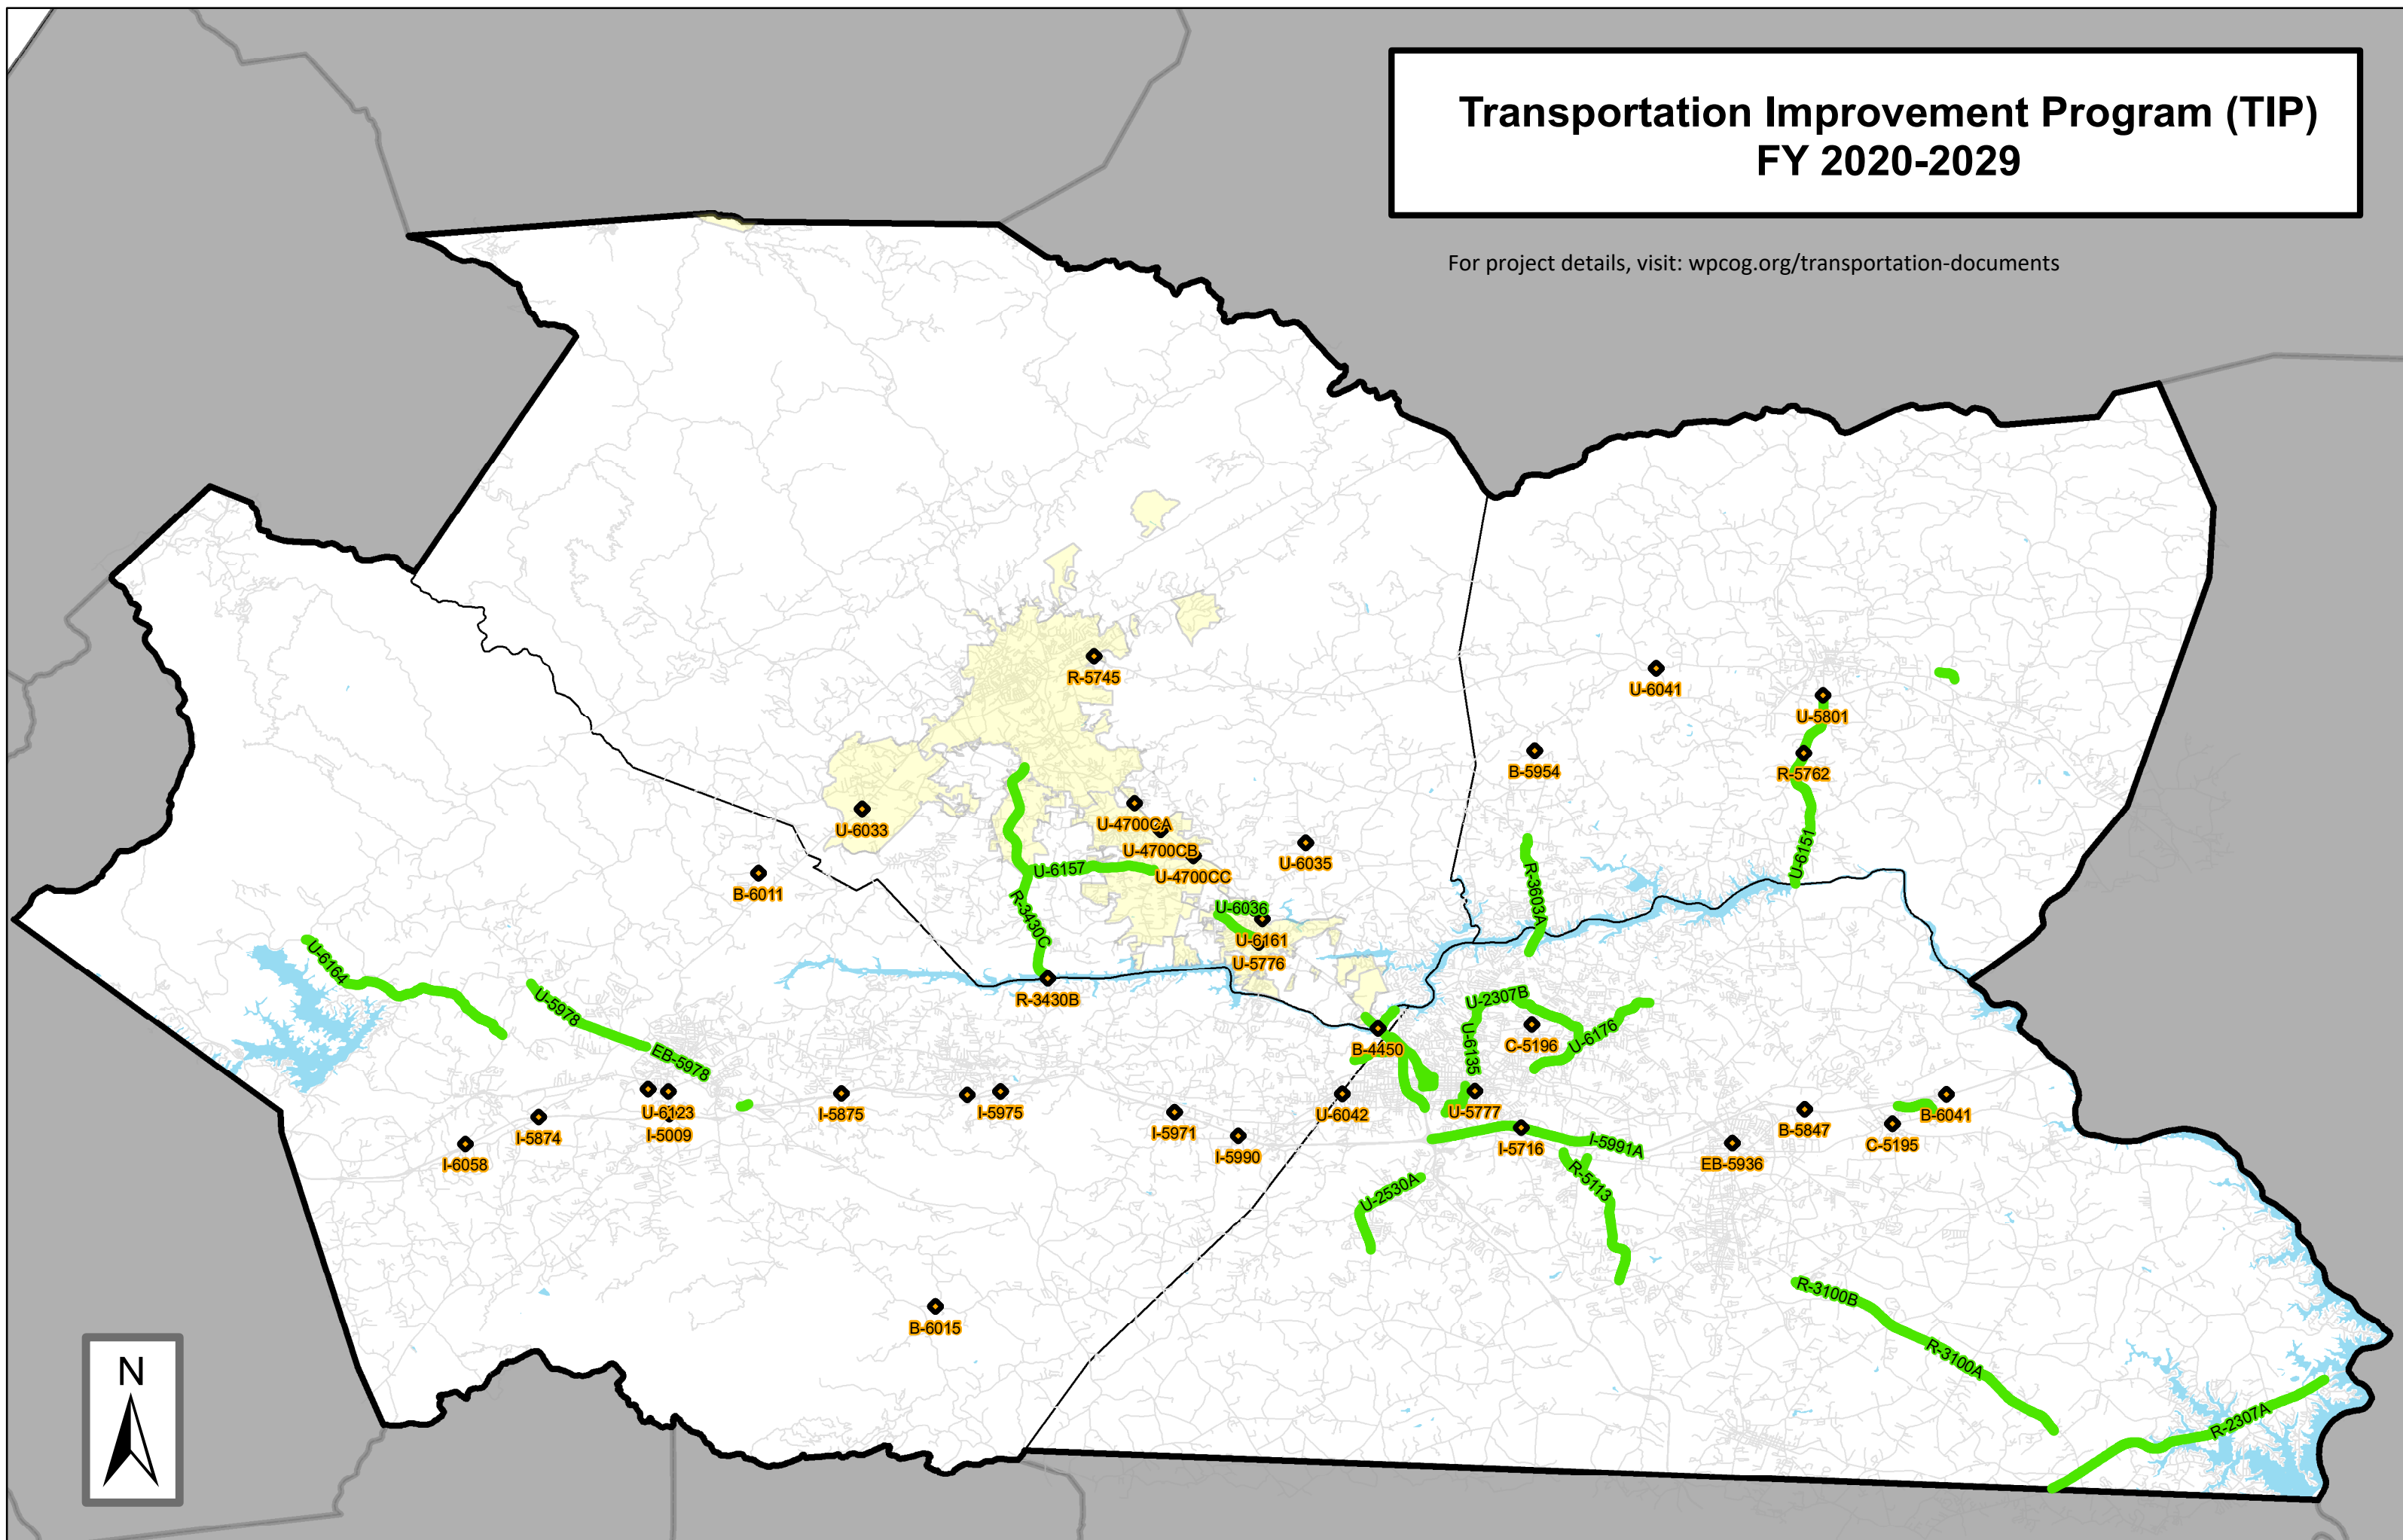 Transportation Improvement Program (TIP)
FY 2020-2029
For project details, visit: wpcog.org/transportation-documents
R-5745
U-6041
U-5801
B-5954
R-5762
U-6033
U-4700CA
U-4700CB
U-6035
U-4700CC
U-6157
U-6151
B-6011
R-3603A
R-3430C
U-6036
U-6161
U-5776
U-6164
R-3430B
U-5978
U-2307B
EB-5978
B-4450
U-6135
C-5196
U-6176
U-6123
I-5009
I-5874
I-6058
I-5875
I-5975
I-5971
I-5990
U-6042
U-5777
I-5716
I-5991A
B-5847
B-6041
C-5195
EB-5936
R-5113
U-2530A
R-3100B
R-3100A
B-6015
R-2307A
N